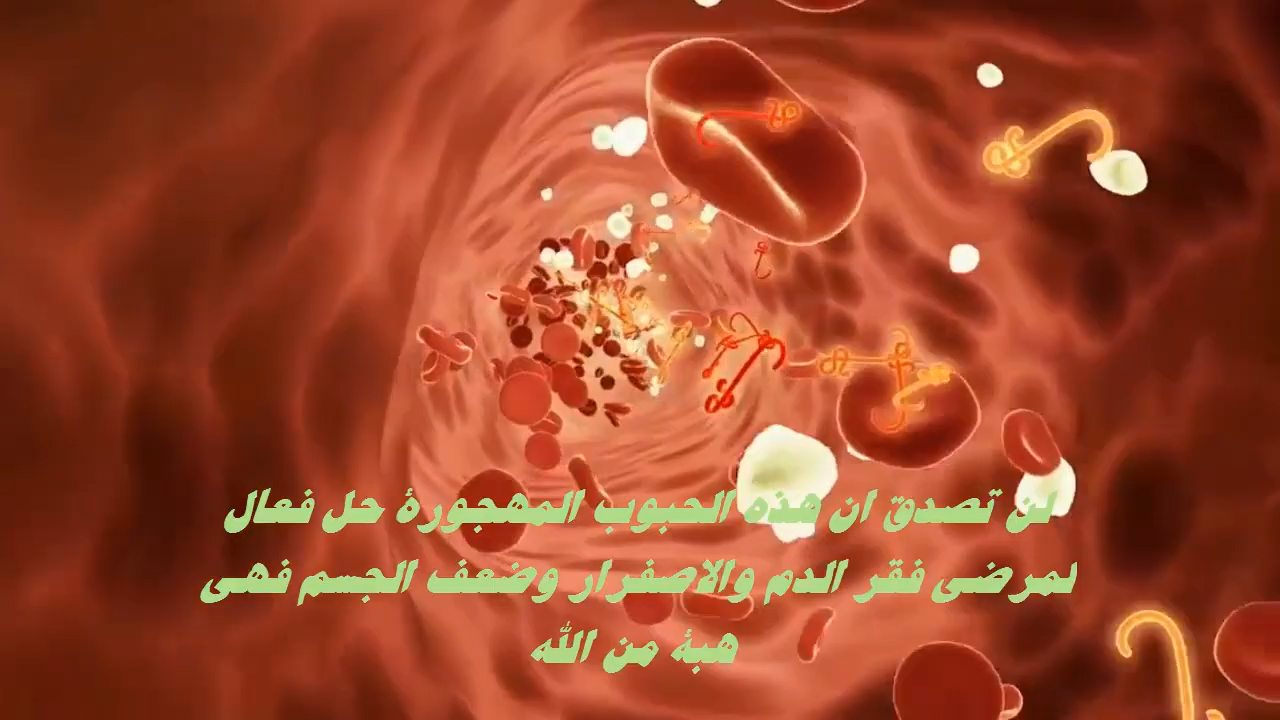 لن تصدق ان هذه الحبوب المهجورة حل فعال
لمرضى فقر الدم والاصفرار وضعف الجسم فهى
هبة من الله